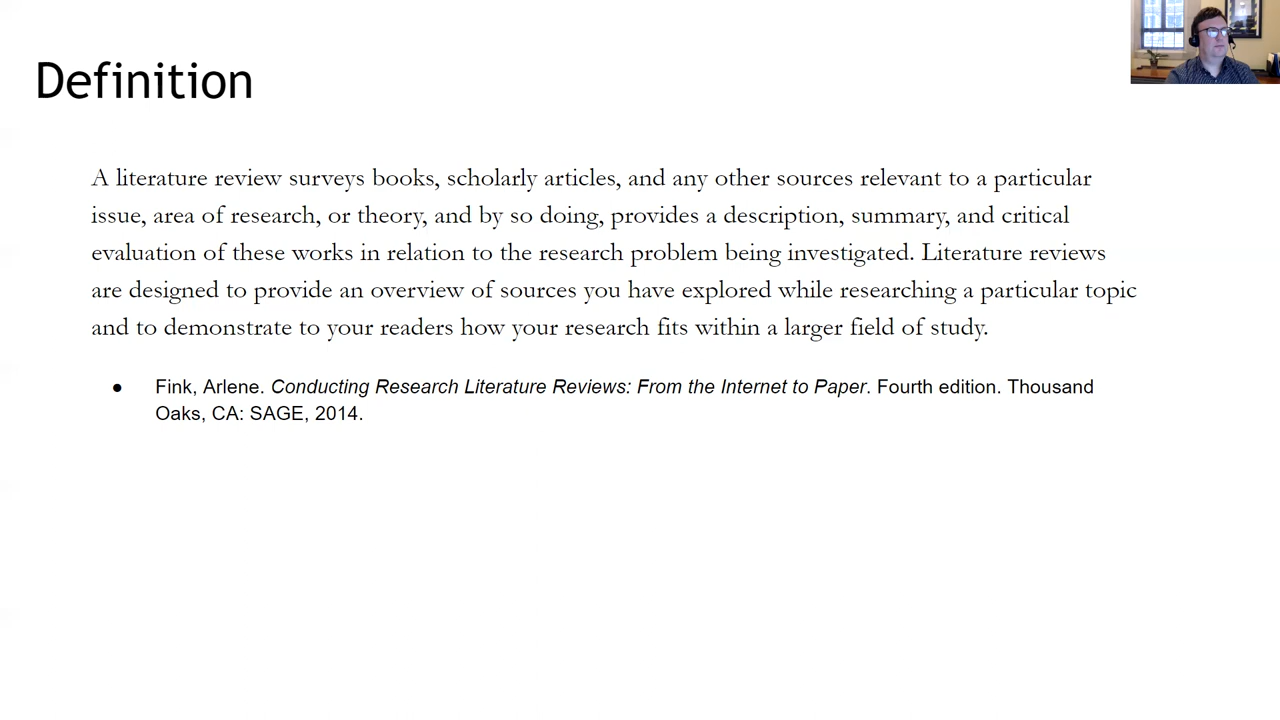 Definition
A literature review surveys books, scholarly articles, and any other sources relevant to a particular
issue, area of research, or theory, and by so doing, provides a description, summary, and critical
evaluation of these works in relation to the research problem being investigated. Literature reviews
are designed to provide an overview of sources you have explored while researching a particular topic
and to demonstrate to your readers how your research fits within a larger field of study.
● Fink, Arlene. Conducting Research Literature Reviews: From the Internet to Paper. Fourth edition. Thousand
Oaks, CA: SAGE, 2014.